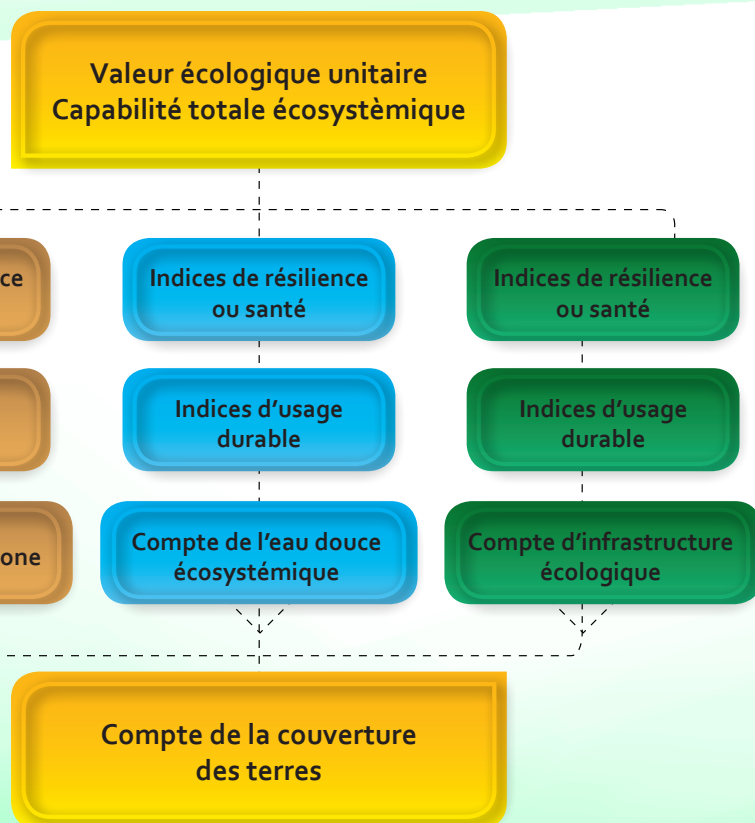 Valeur écologique unitaire
Capabilité totale écosystèmique
ce
Indices de résilience
ou santé
Indices de résilience
ou santé
Indices d'usage
durable
Indices d'usage
durable
one
Compte de l'eau douce
écosystémique
Compte d'infrastructure
écologique
Compte de la couverture
des terres